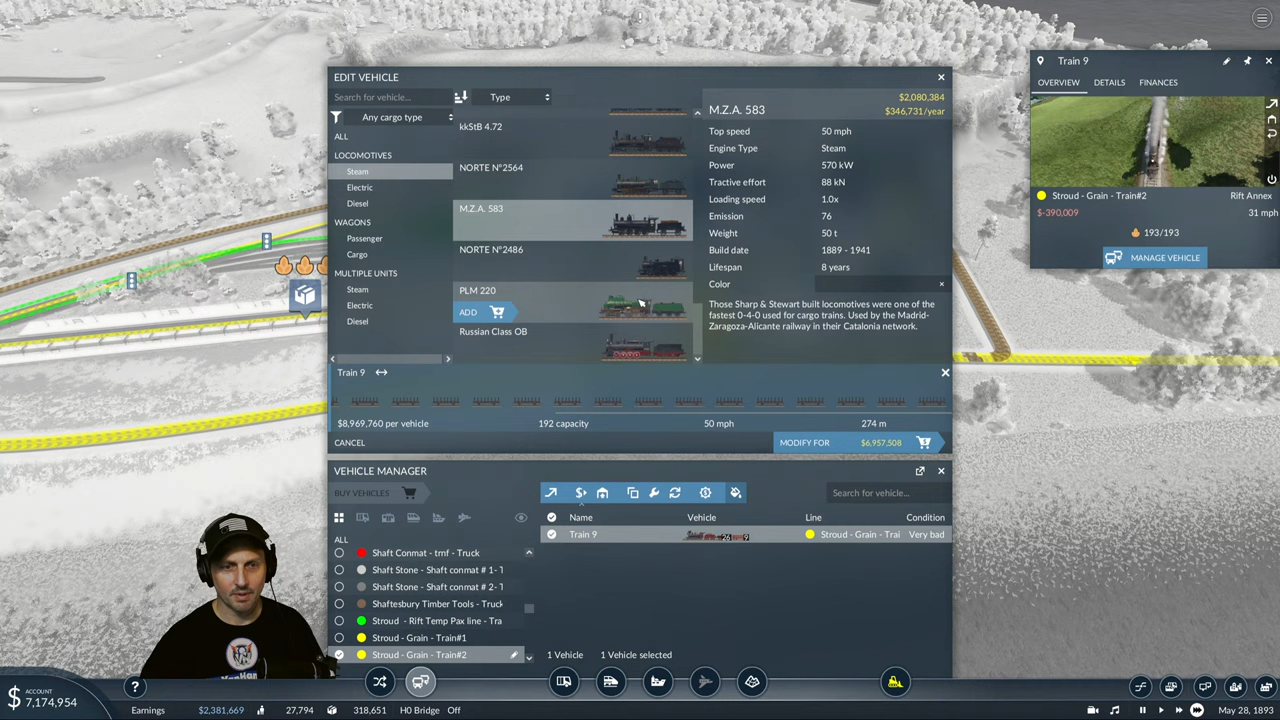 EDIT VEHICLE
Search for vehicle...
Type
Any cargo type
ALL
LOCOMOTIVES
Steam
Electric
Diesel
WAGONS
Passenger
Cargo
MULTIPLE UNITS
Steam
Electric
Diesel
kkStB 4.72
NORTE Nº2564
M.Z.A. 583
NORTE Nº2486
PLM 220
ADD
Russian Class OB
$2,080,384
M.Z.A. 583
$346,731/year
Top speed 50 mph
Engine Type Steam
Power 570 kW
Tractive effort 88 kN
Loading speed 1.0x
Emission 76
Weight 50 t
Build date 1889 - 1941
Lifespan 8 years
Color
Those Sharp & Stewart built locomotives were one of the
fastest 0-4-0 used for cargo trains. Used by the Madrid-
Zaragoza-Alicante railway in their Catalonia network.
Train 9
$8,969,760 per vehicle 192 capacity 50 mph 274 m
CANCEL
MODIFY FOR $6,957,508
VEHICLE MANAGER
BUY VEHICLES
Search for vehicle...
Name Vehicle Line Condition
Train 9 26 9 Stroud - Grain - Trai Very bad
ALL
Shaft Conmat - tmf - Truck
Shaft Stone - Shaft conmat # 1- T
Shaft Stone - Shaft conmat # 2- T
Shaftesbury Timber Tools - Truck
Stroud - Rift Temp Pax line - Tra
Stroud - Grain - Train#1
Stroud - Grain - Train#2
1 Vehicle 1 Vehicle selected
Train 9
OVERVIEW DETAILS FINANCES
Stroud - Grain - Train#2 Rift Annex
$-390,009 31 mph
193/193
MANAGE VEHICLE
$ ACCOUNT
7,174,954
?
Earnings $2,381,669 27,794 318,651 H0 Bridge Off
May 28, 1893